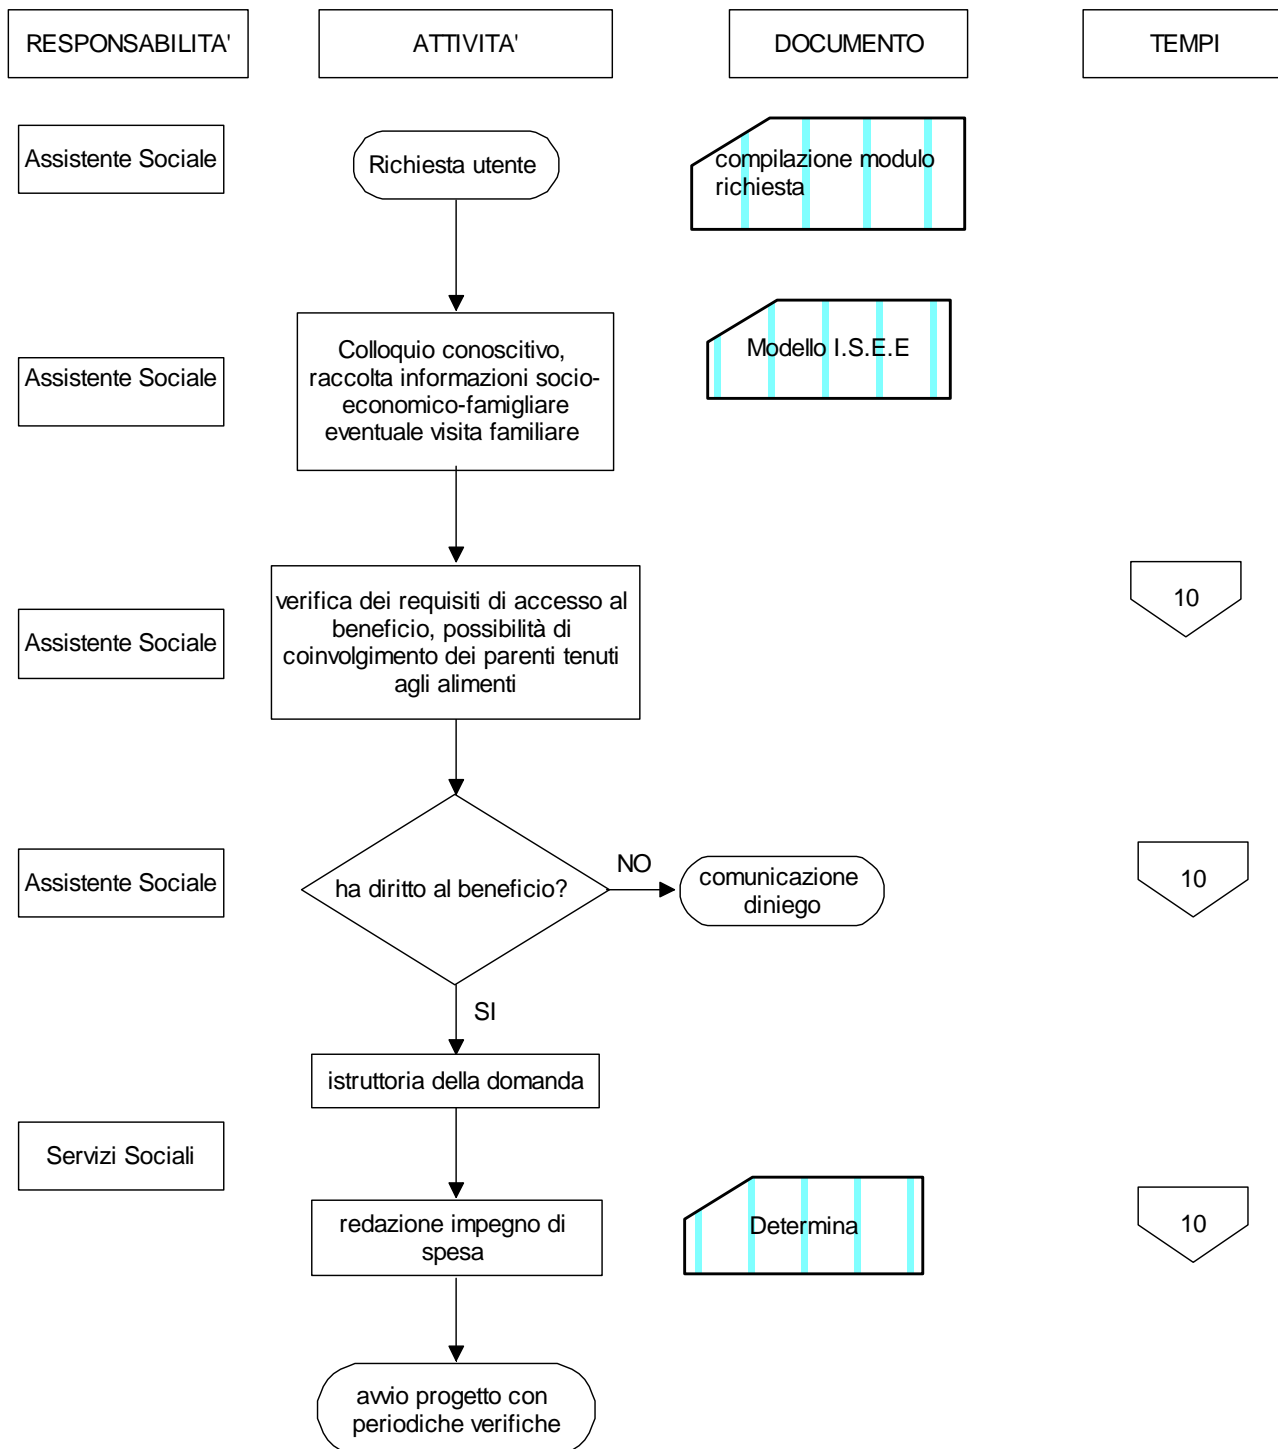 RESPONSABILITA'
ATTIVITA'
DOCUMENTO
TEMPI
Assistente Sociale
Richiesta utente
compilazione modulo
richiesta
Assistente Sociale
Colloquio conoscitivo,
raccolta informazioni socio-
economico-famigliare
eventuale visita familiare
Modello I.S.E.E
Assistente Sociale
verifica dei requisiti di accesso al
beneficio, possibilità di
coinvolgimento dei parenti tenuti
agli alimenti
10
Assistente Sociale
ha diritto al beneficio?
NO
comunicazione
diniego
10
SI
istruttoria della domanda
Servizi Sociali
redazione impegno di
spesa
Determina
10
avvio progetto con
periodiche verifiche